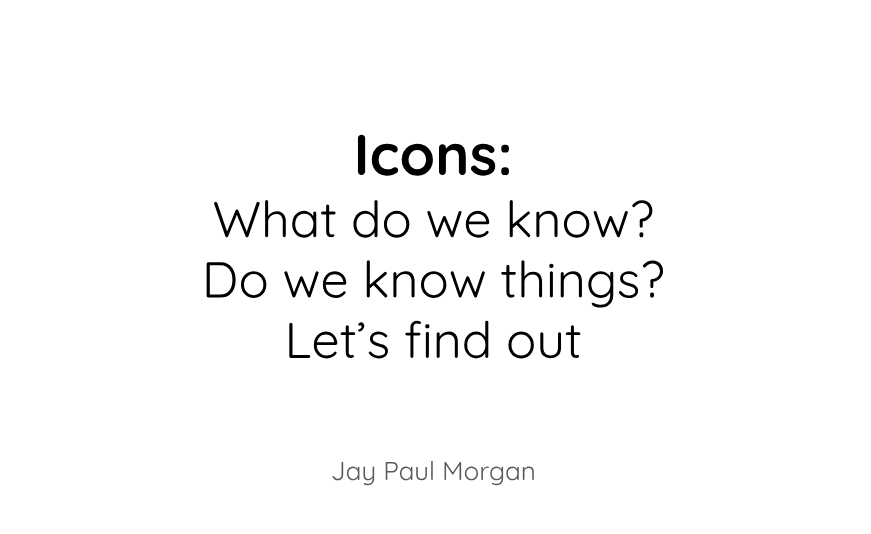 Icons:
What do we know?
Do we know things?
Let’s find out
Jay Paul Morgan